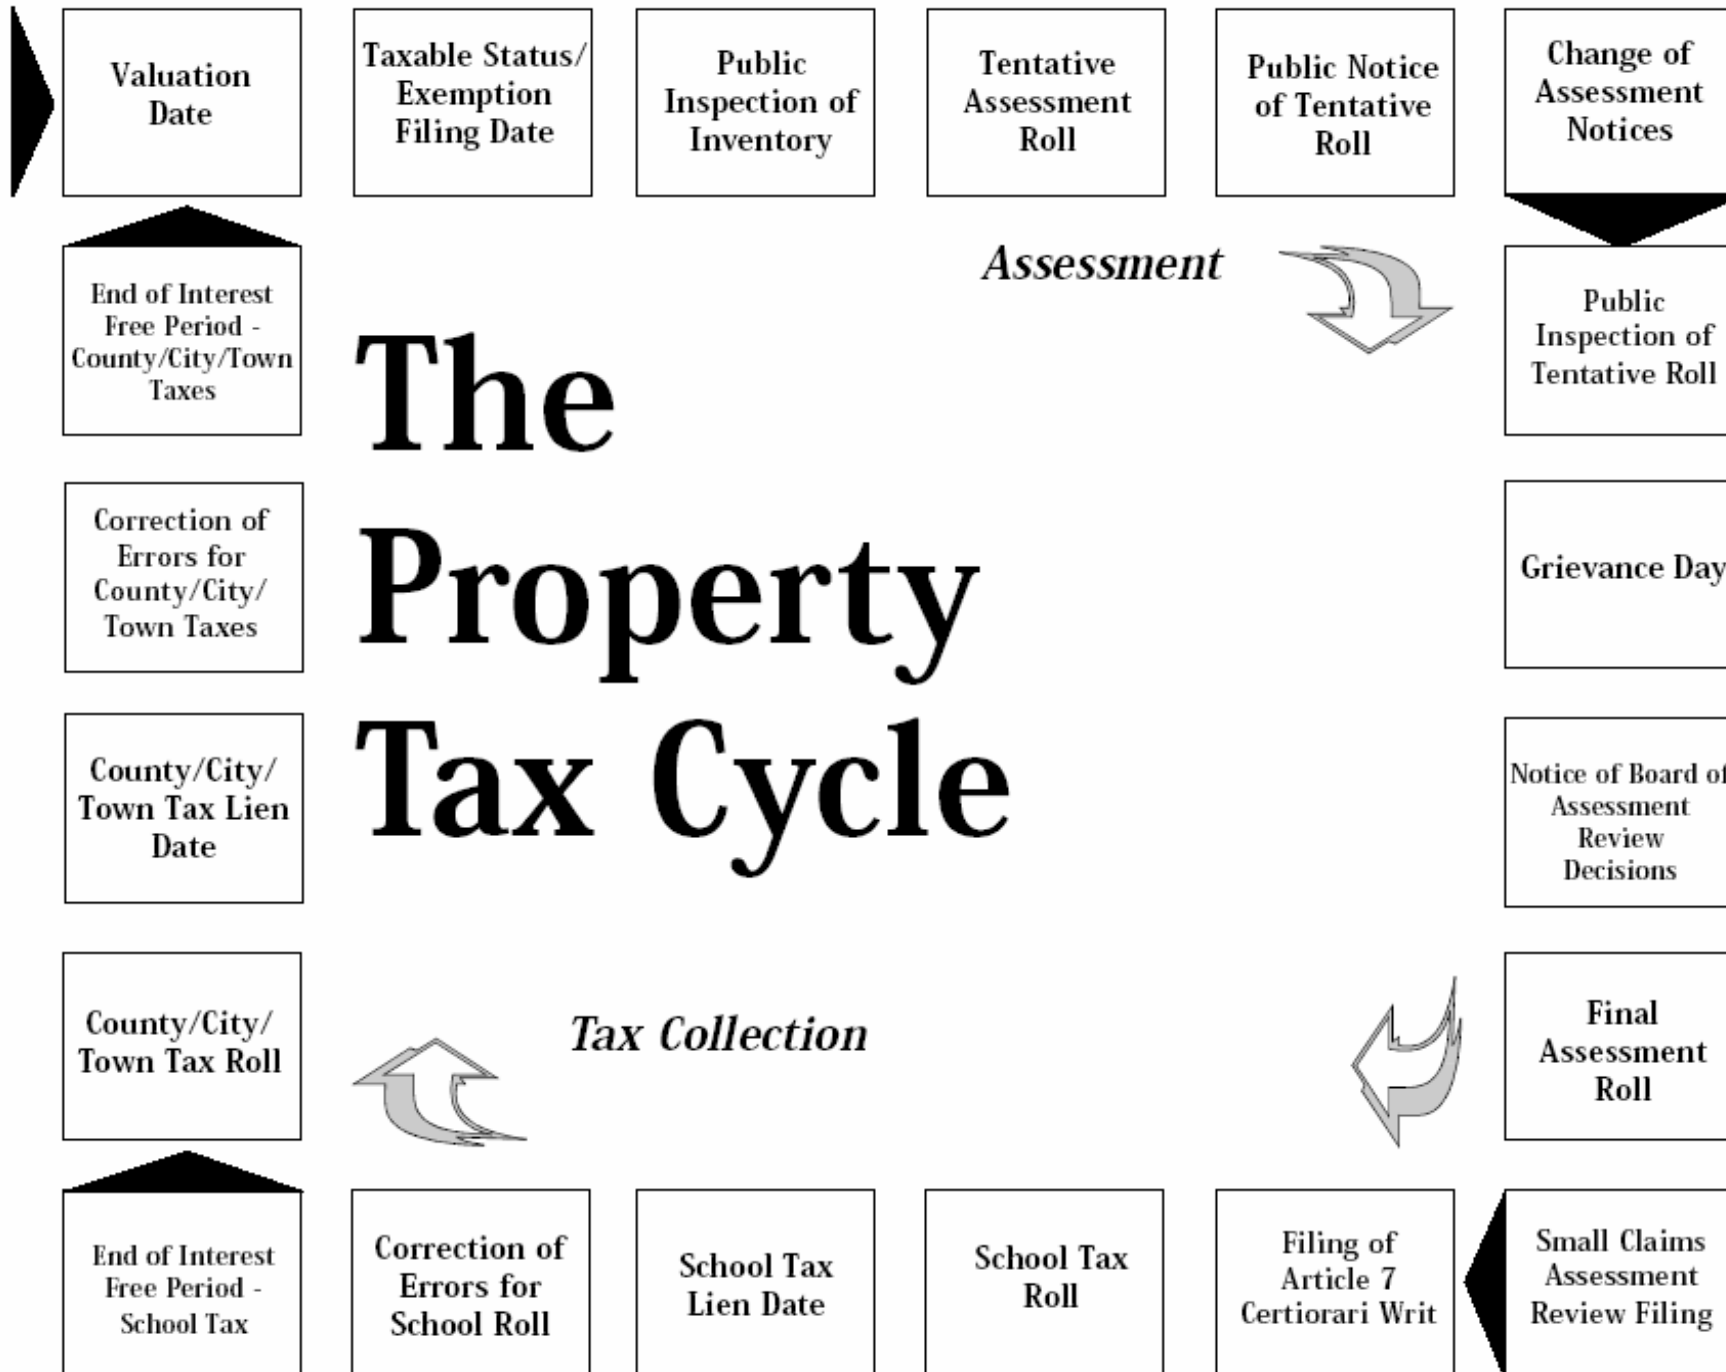 Valuation
Date
Taxable Status/
Exemption
Filing Date
Public
Inspection of
Inventory
Tentative
Assessment
Roll
Public Notice
of Tentative
Roll
Change of
Assessment
Notices
Assessment
Public
Inspection of
Tentative Roll
Grievance Day
Notice of Board of
Assessment
Review
Decisions
Final
Assessment
Roll
Small Claims
Assessment
Review Filing
Filing of
Article 7
Certiorari Writ
School Tax
Roll
School Tax
Lien Date
Correction of
Errors for
School Roll
End of Interest
Free Period -
School Tax
Tax Collection
County/City/
Town Tax Roll
County/City/
Town Tax Lien
Date
Correction of
Errors for
County/City/
Town Taxes
End of Interest
Free Period -
County/City/Town
Taxes
The
Property
Tax Cycle